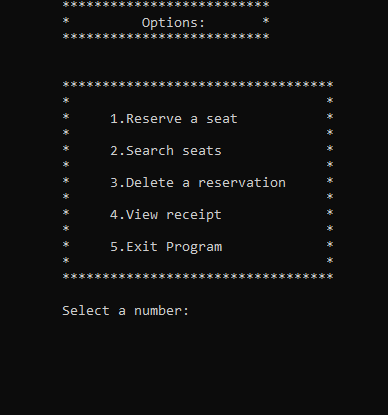 **************************
*         Options:       *
**************************
**********************************
*                                *
*     1.Reserve a seat           *
*                                *
*     2.Search seats             *
*                                *
*     3.Delete a reservation     *
*                                *
*     4.View receipt             *
*                                *
*     5.Exit Program             *
*                                *
**********************************
Select a number: